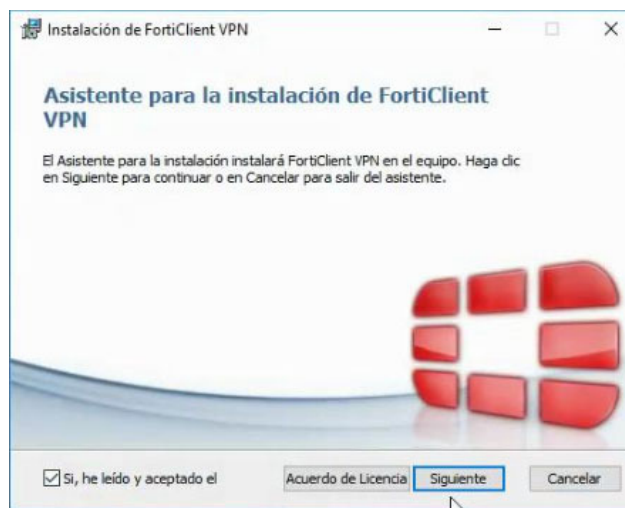 Instalación de FortiClient VPN
Asistente para la instalación de FortiClient
VPN
El Asistente para la instalación instalará FortiClient VPN en el equipo. Haga clic
en Siguiente para continuar o en Cancelar para salir del asistente.
Si, he leído y aceptado el
Acuerdo de Licencia
Siguiente
Cancelar